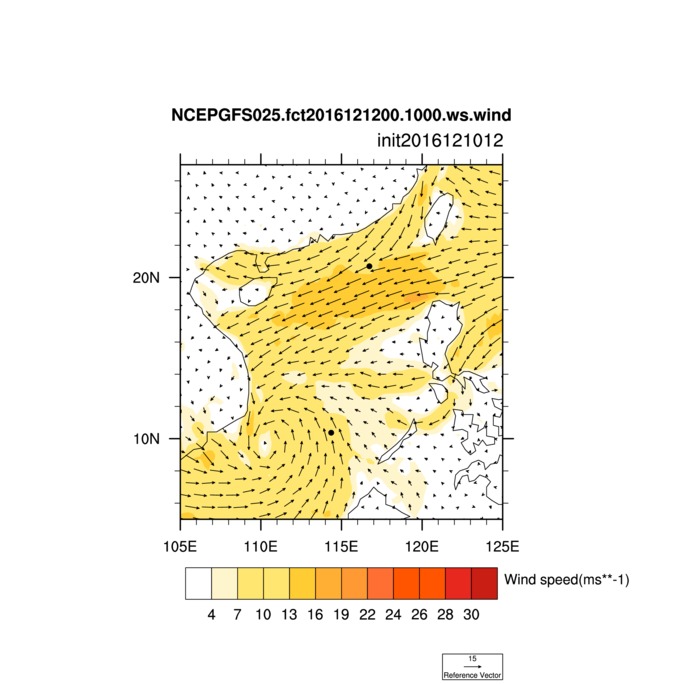 NCEPGFS025.fct2016121200.1000.ws.wind
init2016121012
20N
10N
105E 110E 115E 120E 125E
Wind speed(ms**-1)
4 7 10 13 16 19 22 24 26 28 30
15
Reference Vector